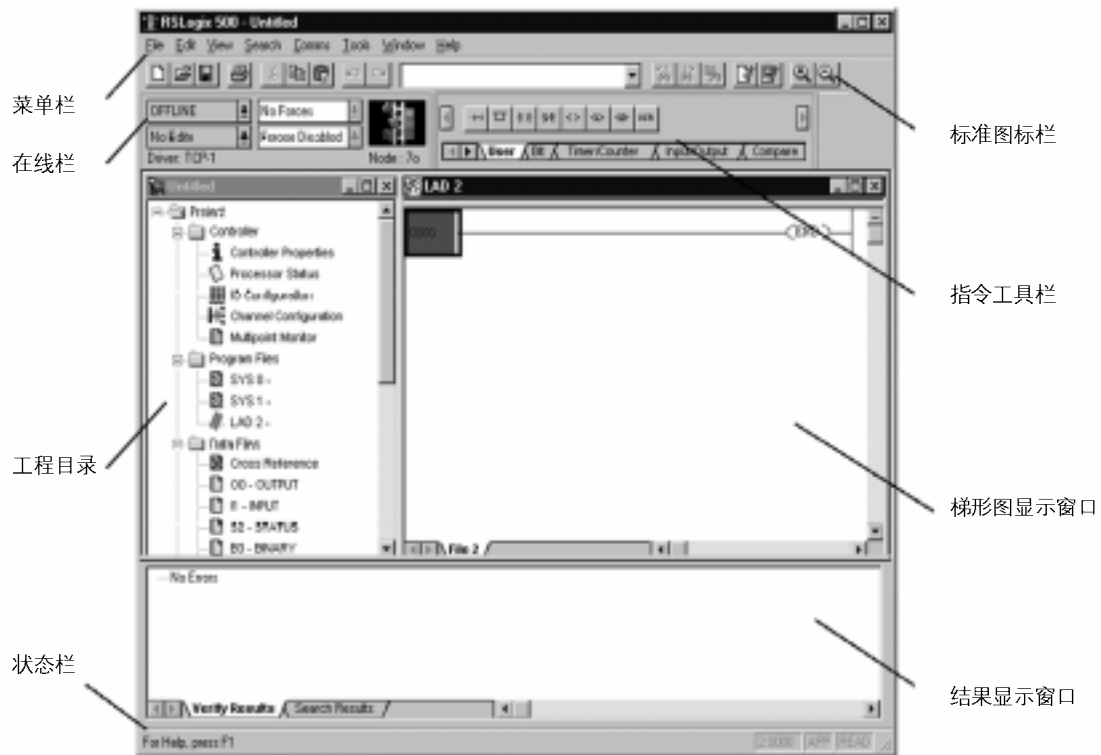 RSLogix 500 - Untitled
File Edit View Search Comms Tools Window Help
菜单栏
标准图标栏
在线栏
OFFLINE
No Forces
No Edits
Forces Disabled
Driver: TCP-1
Node : 7o
User Bit Timer/Counter Input/Output Compare
Untitled
LAD 2
Project
Controller
Controller Properties
Processor Status
IO Configuration
Channel Configuration
Multipoint Monitor
Program Files
SYS 0 -
SYS 1 -
LAD 2 -
Data Files
Cross Reference
O0 - OUTPUT
I1 - INPUT
S2 - STATUS
B3 - BINARY
0000
指令工具栏
工程目录
梯形图显示窗口
File 2
No Errors
状态栏
结果显示窗口
Verify Results Search Results
For Help, press F1
2:0000 APP READ